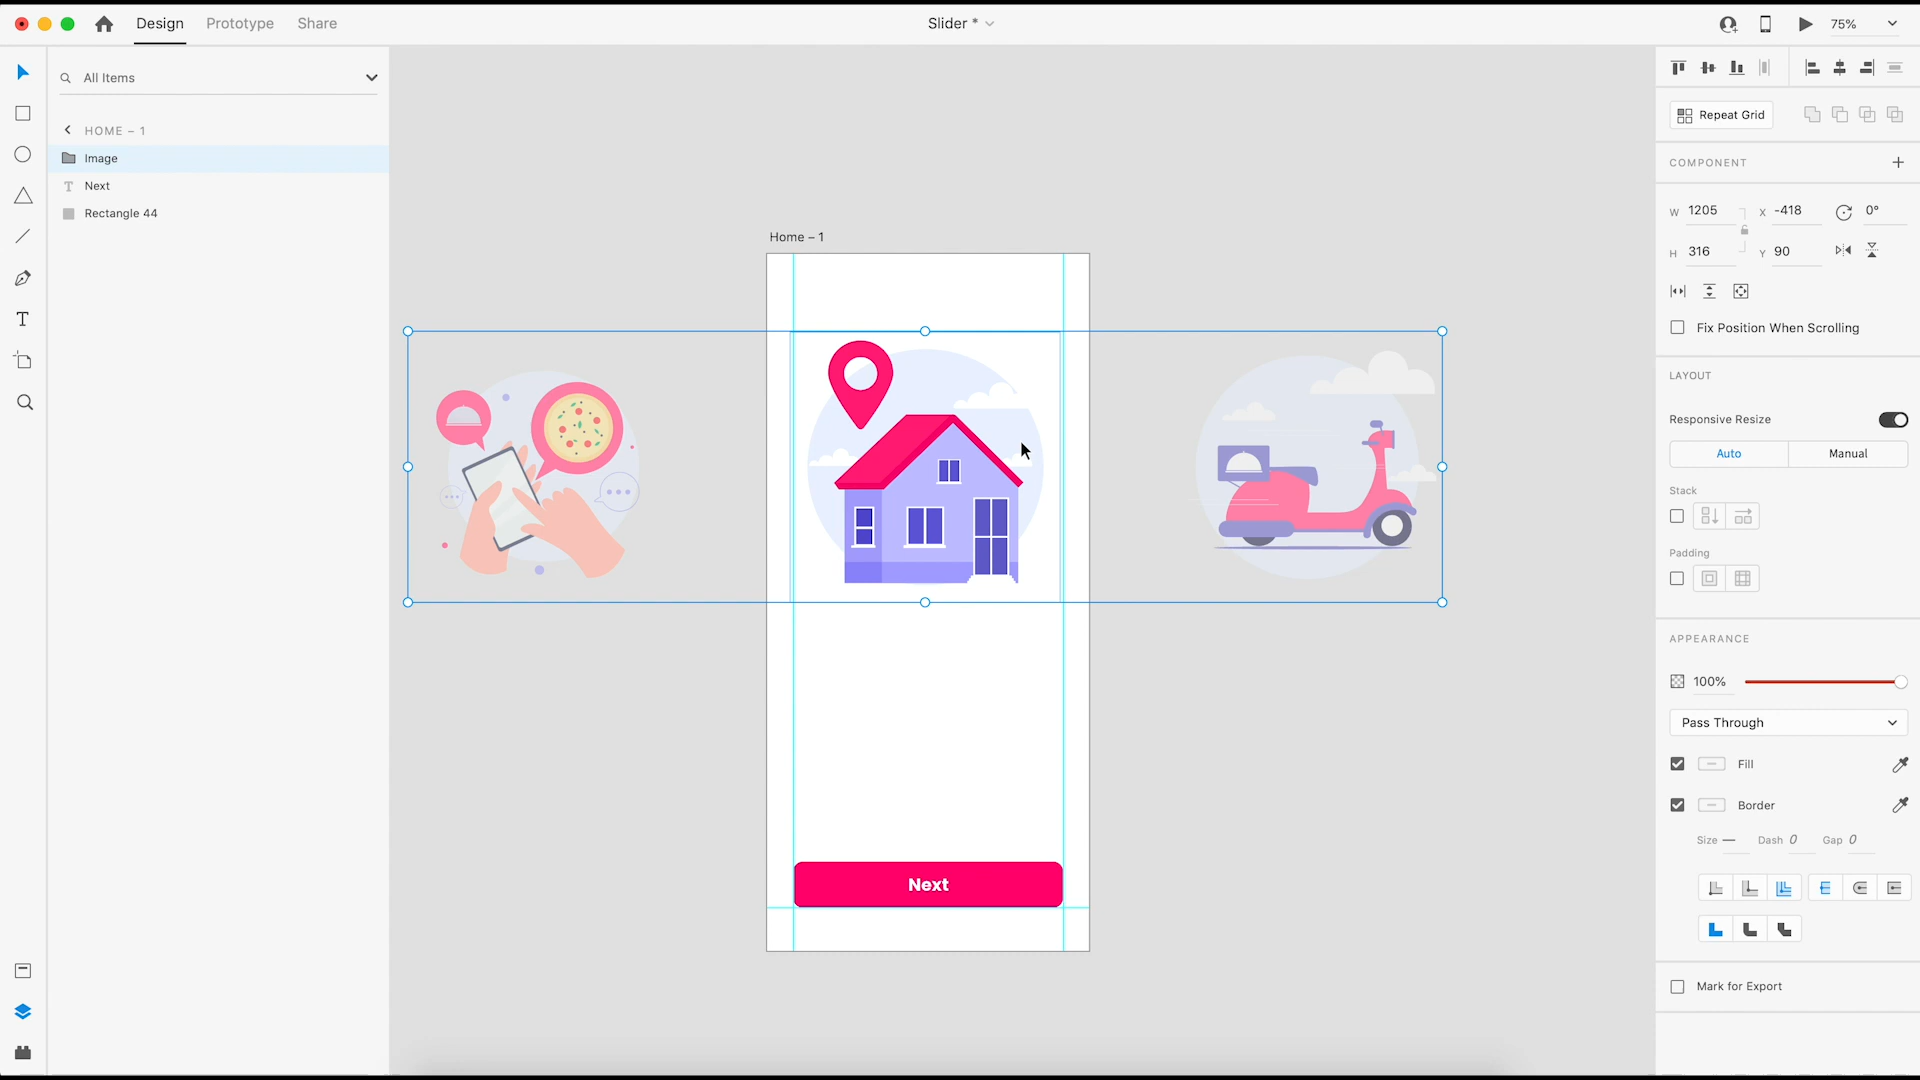 Design Prototype Share
Slider *
75%
All Items
HOME – 1
Image
T Next
Rectangle 44
T
Home – 1
Next
Repeat Grid
COMPONENT
W 1205 X -418 0°
H 316 Y 90
Fix Position When Scrolling
LAYOUT
Responsive Resize
Auto Manual
Stack
Padding
APPEARANCE
100%
Pass Through
Fill
Border
Size — Dash 0 Gap 0
Mark for Export